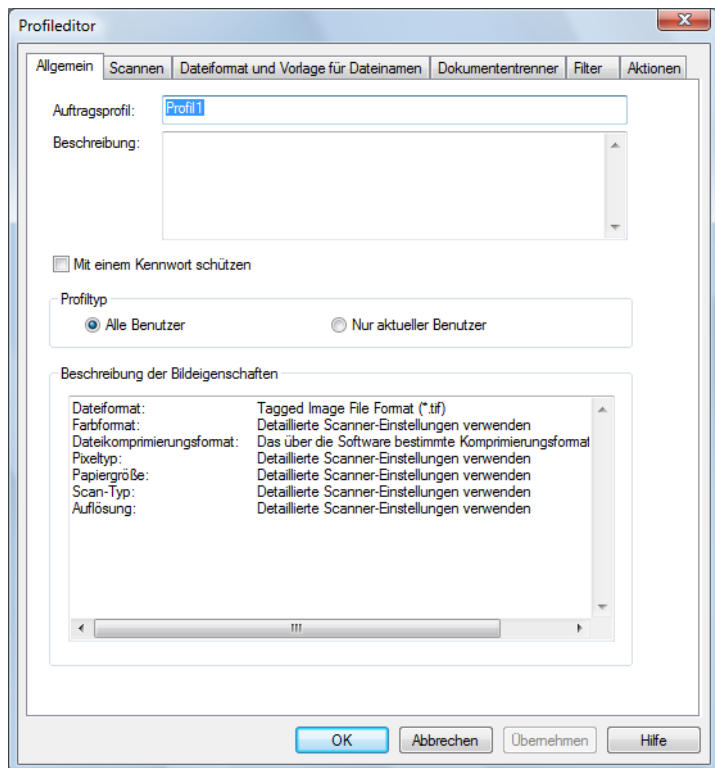 Profileditor
Allgemein Scannen Dateiformat und Vorlage für Dateinamen Dokumententrenner Filter Aktionen
Auftragsprofil: Profil1
Beschreibung:
Mit einem Kennwort schützen
Profiltyp
Alle Benutzer Nur aktueller Benutzer
Beschreibung der Bildeigenschaften
Dateiformat: Tagged Image File Format (*.tif)
Farbformat: Detaillierte Scanner-Einstellungen verwenden
Dateikomprimierungsformat: Das über die Software bestimmte Komprimierungsformat
Pixeltyp: Detaillierte Scanner-Einstellungen verwenden
Papiergröße: Detaillierte Scanner-Einstellungen verwenden
Scan-Typ: Detaillierte Scanner-Einstellungen verwenden
Auflösung: Detaillierte Scanner-Einstellungen verwenden
OK Abbrechen Übernehmen Hilfe